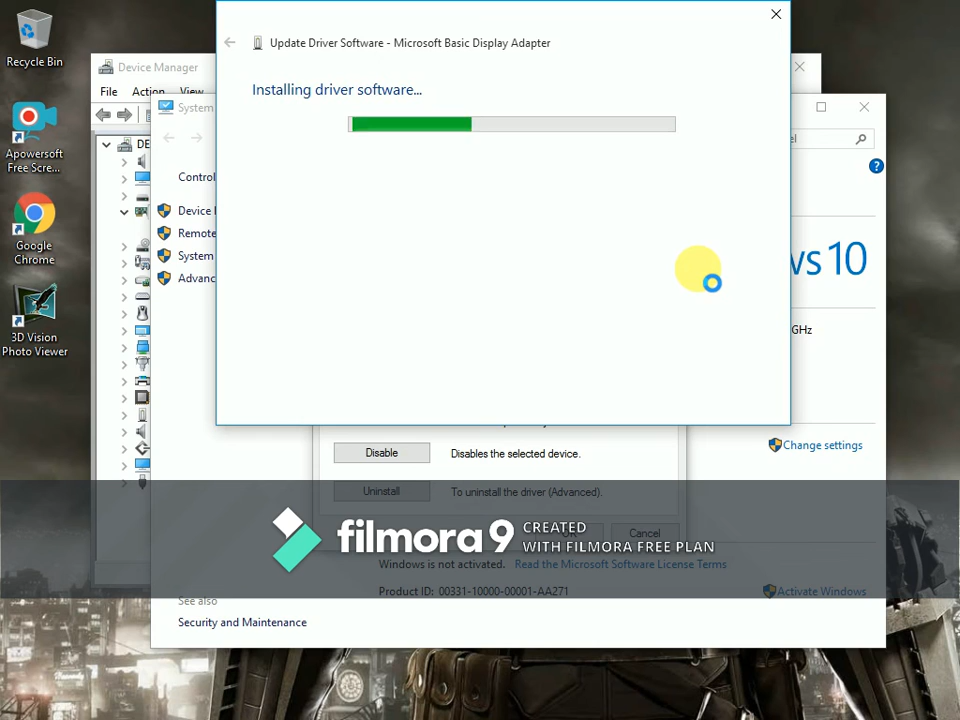 Recycle Bin
Apowersoft
Free Scre...
Google
Chrome
3D Vision
Photo Viewer
Device Manager
File Action View
System
Control
Device
Remote
System
Advanc
Update Driver Software - Microsoft Basic Display Adapter
Installing driver software...
ws 10
GHz
Change settings
Disable
Disables the selected device.
Uninstall
To uninstall the driver (Advanced).
OK
Cancel
filmora9 CREATED
WITH FILMORA FREE PLAN
Windows is not activated. Read the Microsoft Software License Terms
Product ID: 00331-10000-00001-AA271
Activate Windows
See also
Security and Maintenance